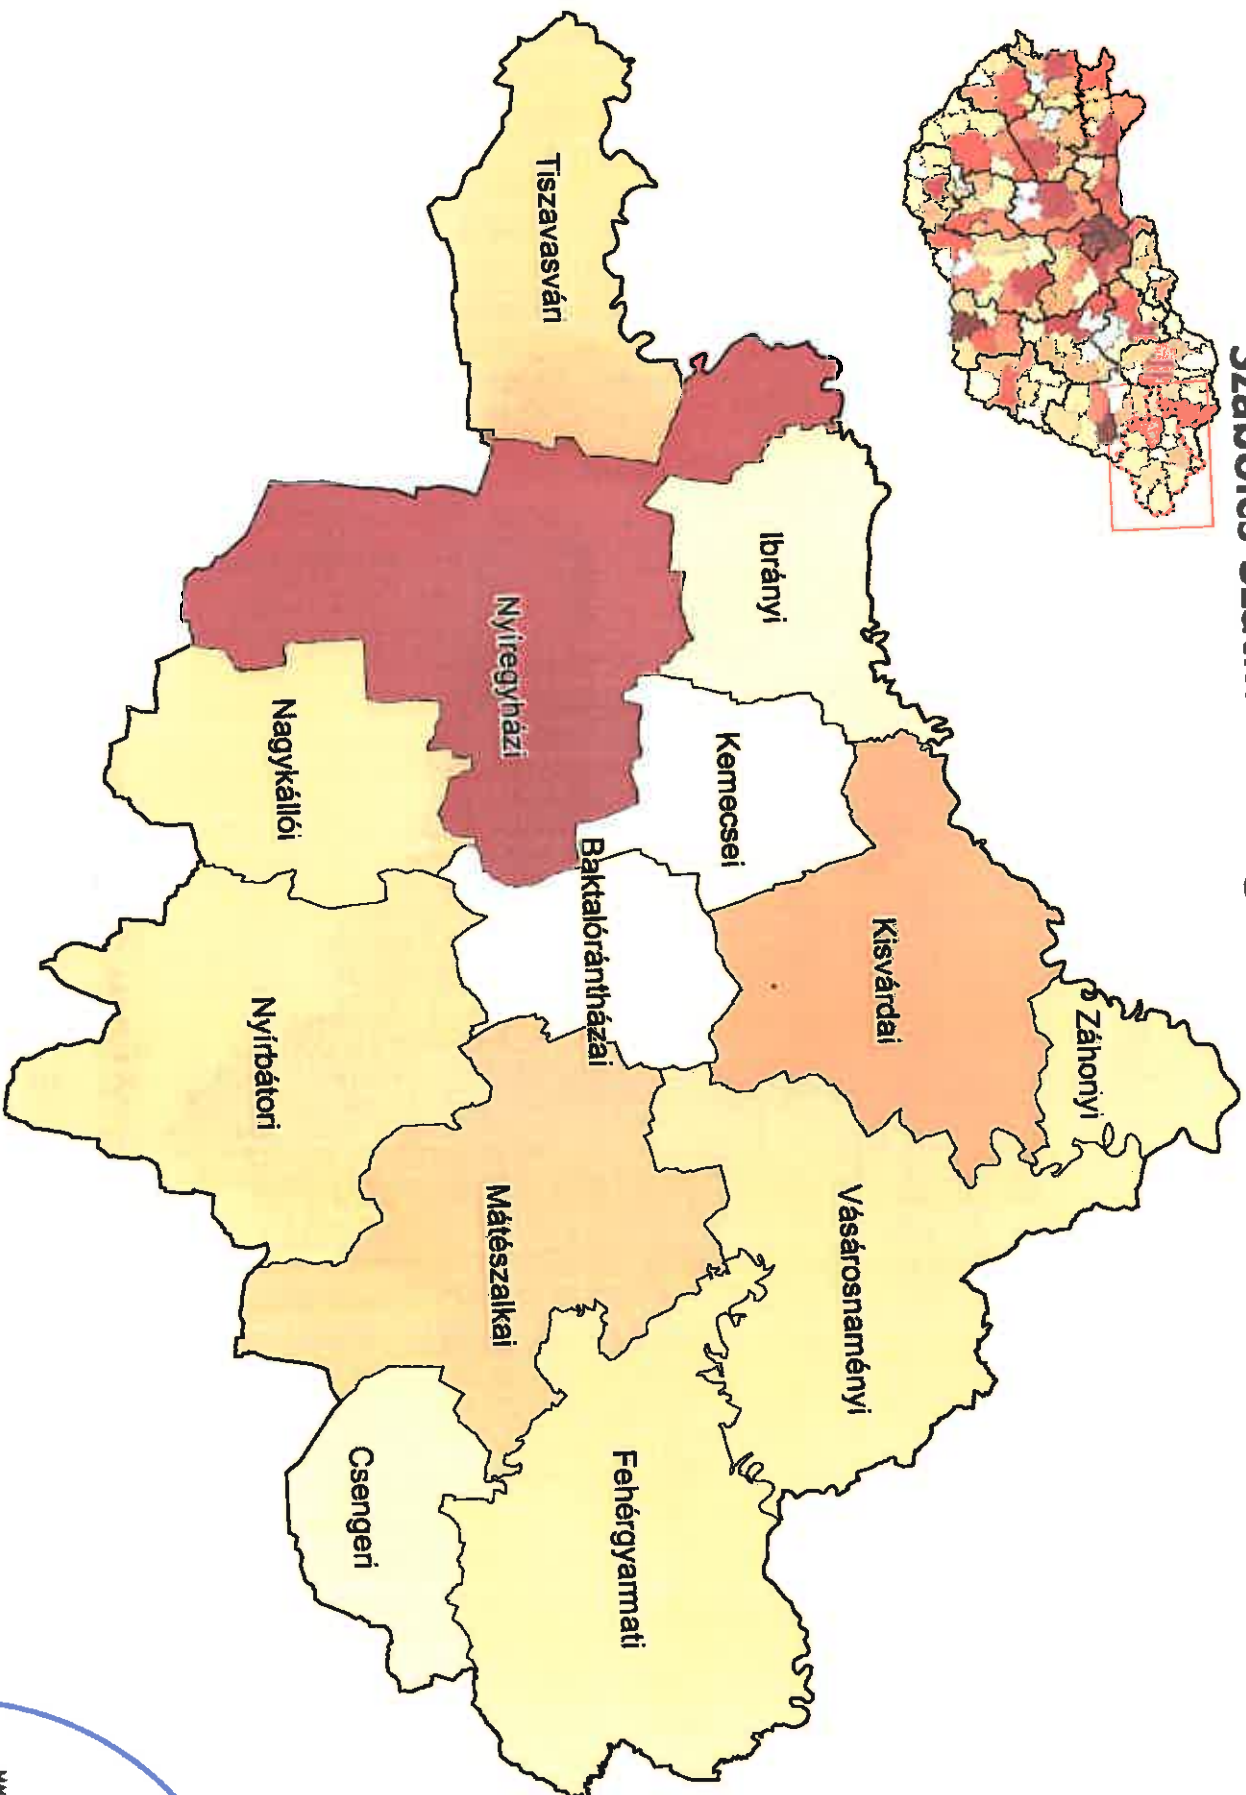 Záhonyi
Kisvárdai
Vásárosnaményi
Ibrányi
Kemecsei
Baktalórántházai
Fehérgyarmati
Tiszavasvári
Nyíregyházi
Mátészalkai
Csengeri
Nagykállói
Nyírbátori